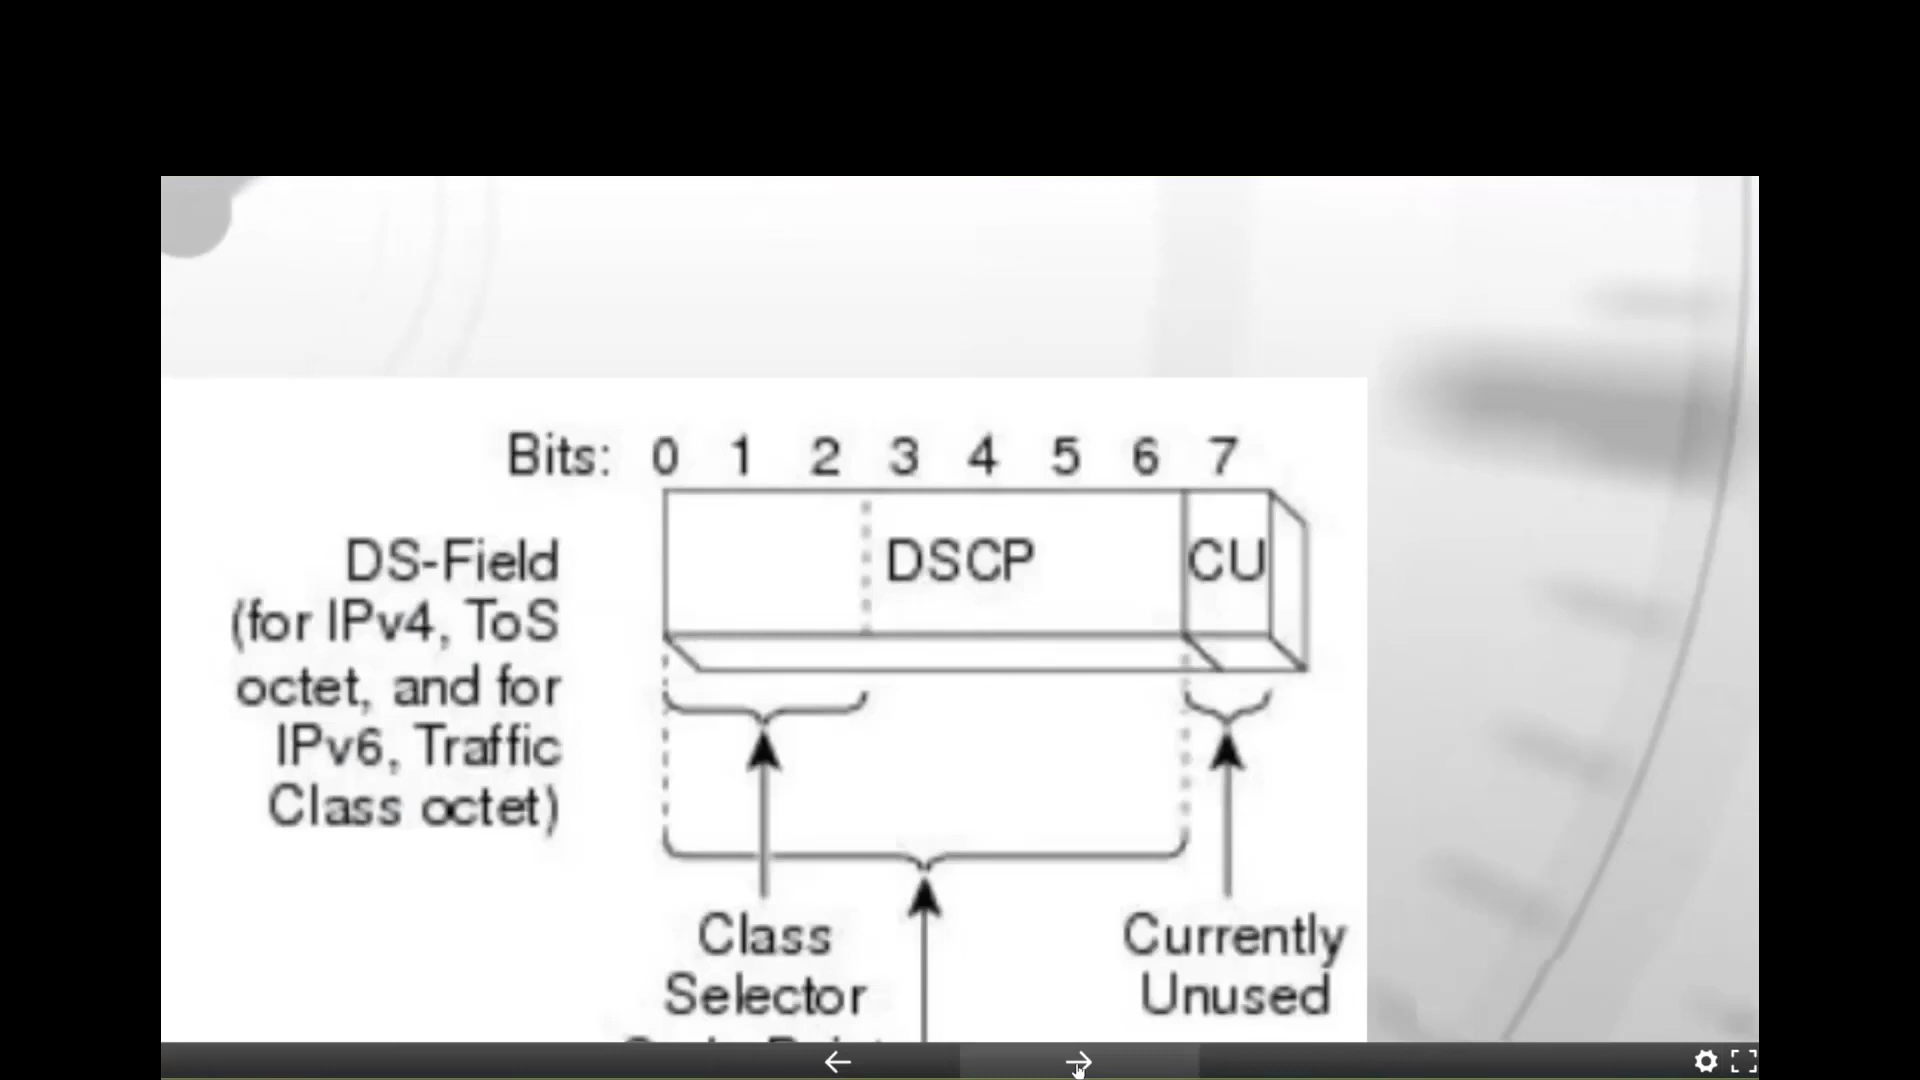 Bits: 0 1 2 3 4 5 6 7
DS-Field
(for IPv4, ToS
octet, and for
IPv6, Traffic
Class octet)
DSCP
CU
Class
Selector
Currently
Unused